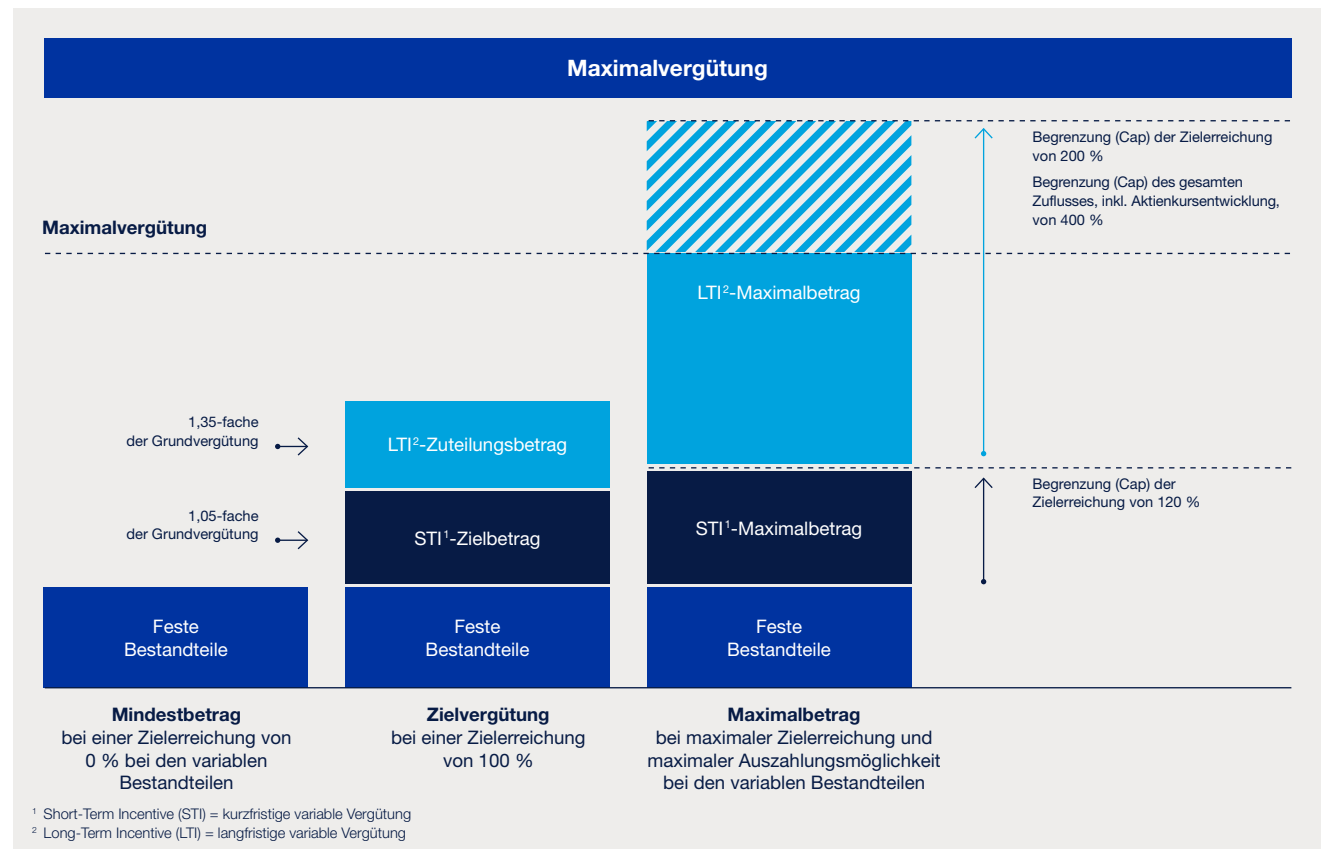 Maximalvergütung
Begrenzung (Cap) der Zielerreichung
von 200 %
Begrenzung (Cap) des gesamten
Zuflusses, inkl. Aktienkursentwicklung,
von 400 %
Maximalvergütung
LTI²-Maximalbetrag
1,35-fache
der Grundvergütung
LTI²-Zuteilungsbetrag
Begrenzung (Cap) der
Zielerreichung von 120 %
1,05-fache
der Grundvergütung
STI¹-Zielbetrag
STI¹-Maximalbetrag
Feste
Bestandteile
Feste
Bestandteile
Feste
Bestandteile
Mindestbetrag
bei einer Zielerreichung von
0 % bei den variablen
Bestandteilen
Zielvergütung
bei einer Zielerreichung
von 100 %
Maximalbetrag
bei maximaler Zielerreichung und
maximaler Auszahlungsmöglichkeit
bei den variablen Bestandteilen
¹ Short-Term Incentive (STI) = kurzfristige variable Vergütung
² Long-Term Incentive (LTI) = langfristige variable Vergütung